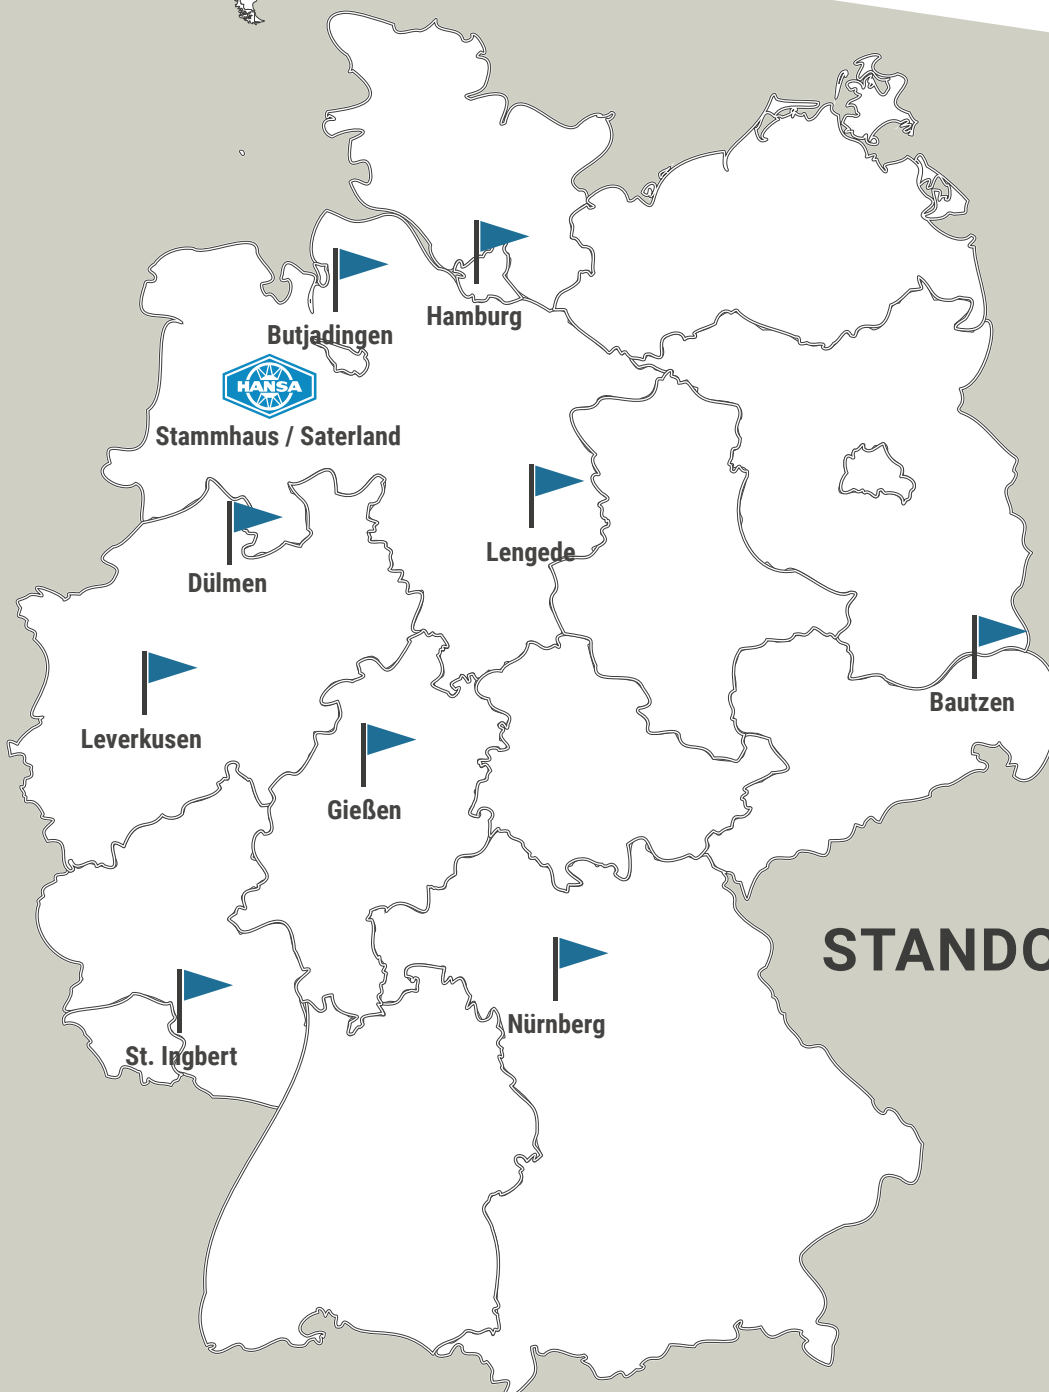 Hamburg
Butjadingen
HANSA
Stammhaus / Saterland
Lengede
Dülmen
Bautzen
Leverkusen
Gießen
STANDO
Nürnberg
St. Ingbert